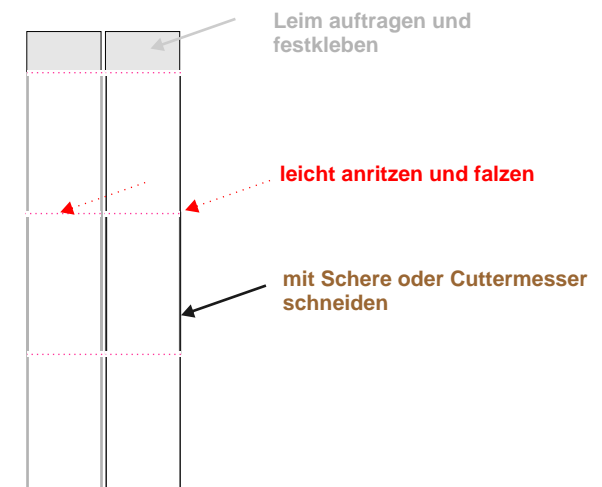 Leim auftragen und
festkleben
leicht anritzen und falzen
mit Schere oder Cuttermesser
schneiden